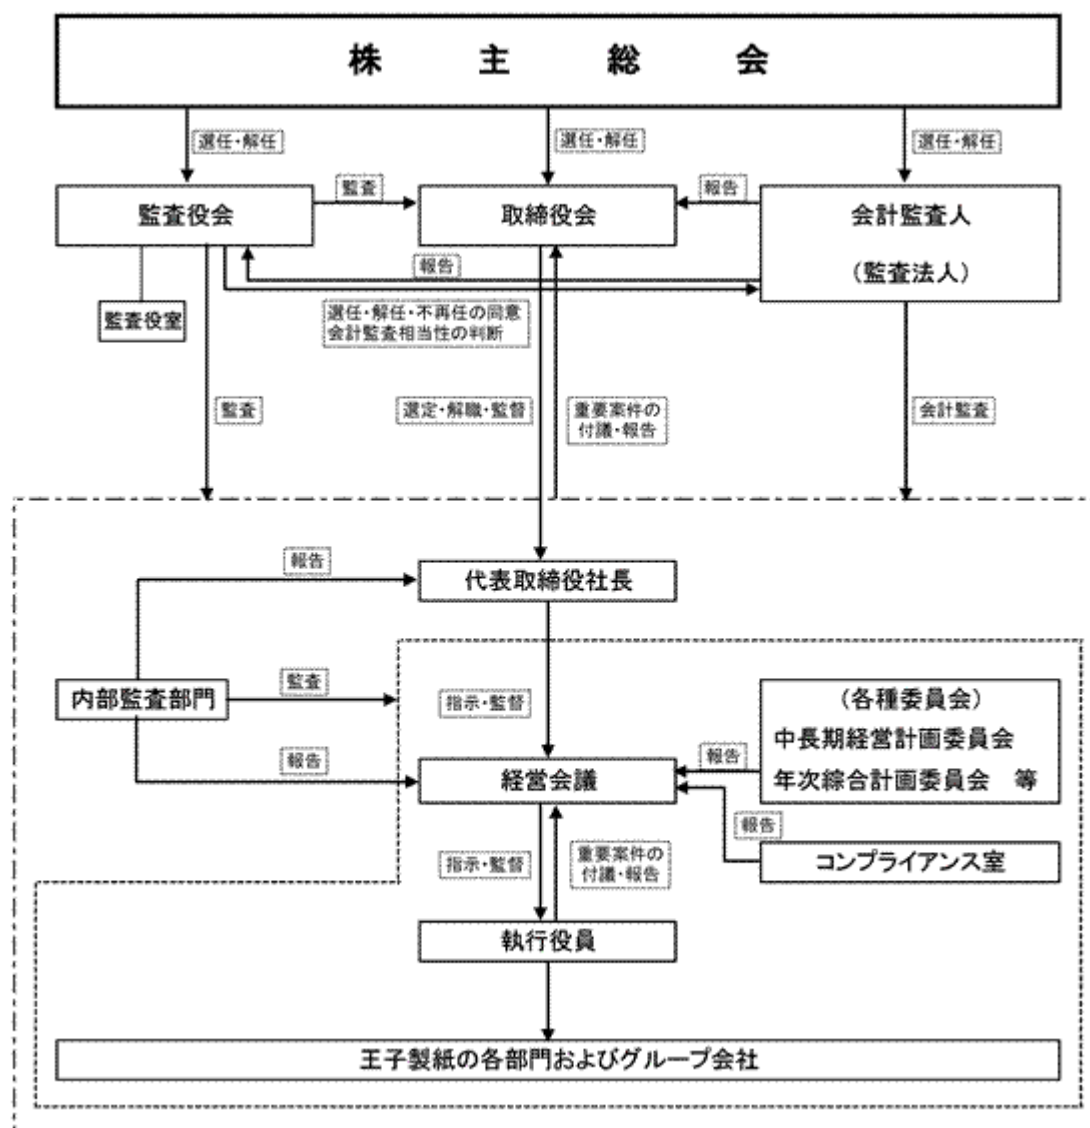 株主総会
選任・解任
選任・解任
選任・解任
監査役会
監査
取締役会
報告
会計監査人
（監査法人）
報告
監査役室
選任・解任・不再任の同意
会計監査相当性の判断
監査
選定・解職・監督
重要案件の
付議・報告
会計監査
報告
代表取締役社長
内部監査部門
監査
指示・監督
（各種委員会）
中長期経営計画委員会
年次綜合計画委員会　等
報告
経営会議
報告
報告
指示・監督
重要案件の
付議・報告
コンプライアンス室
執行役員
王子製紙の各部門およびグループ会社